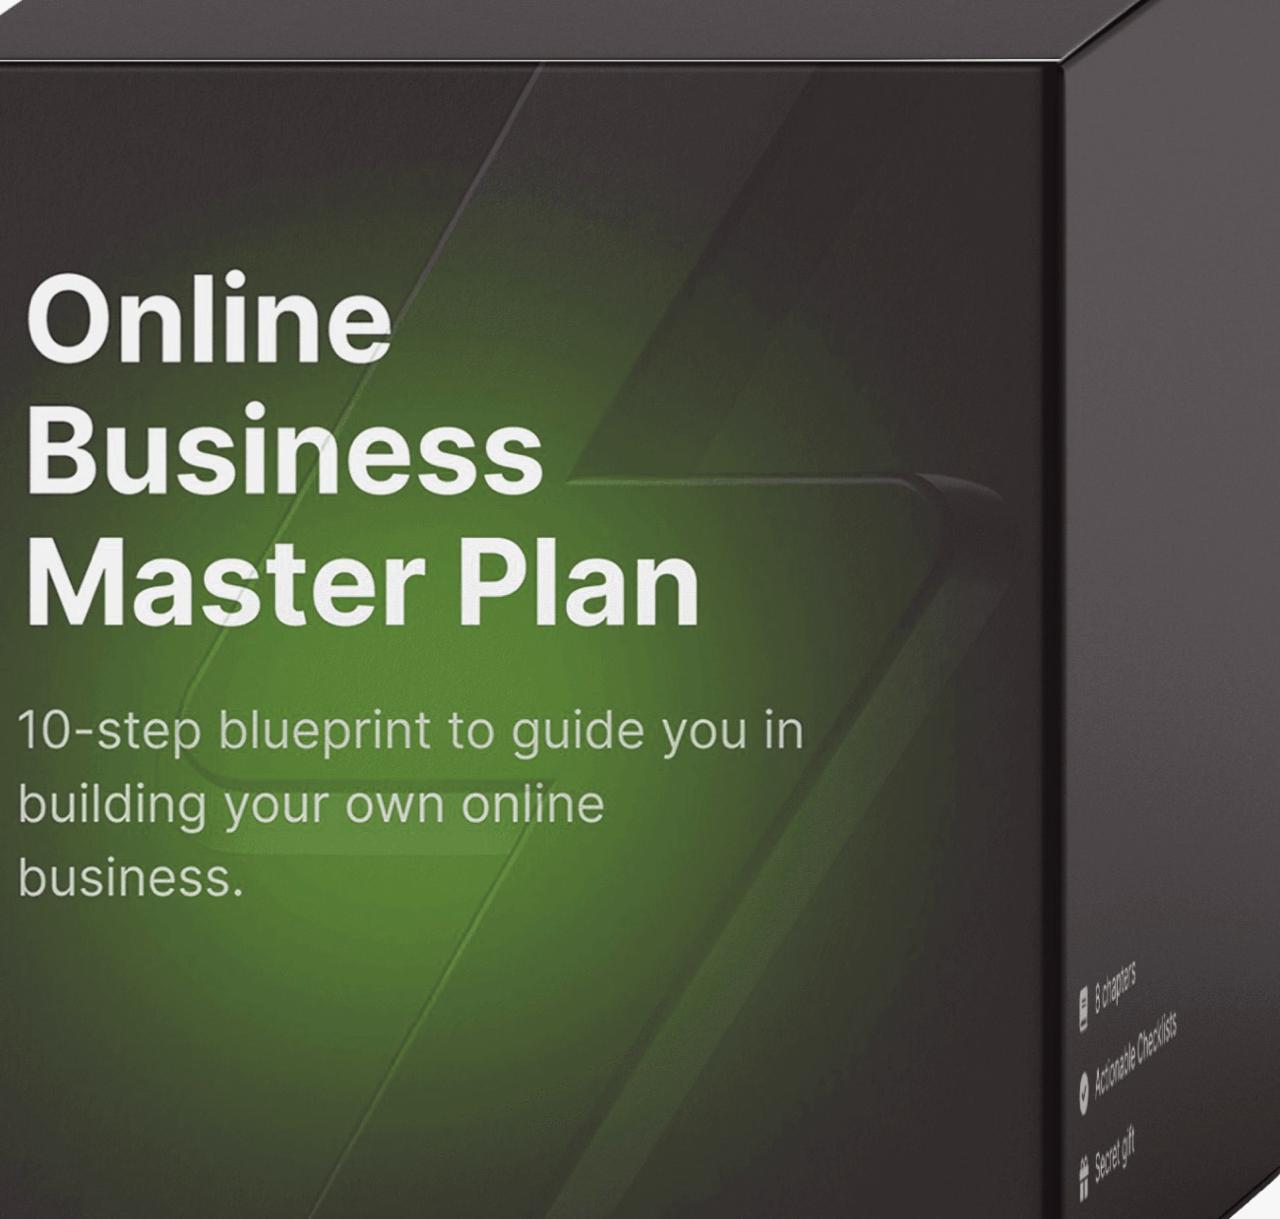 Online
Business
Master Plan
10-step blueprint to guide you in
building your own online
business.
8 chapters
Actionable Checklists
Secret gift